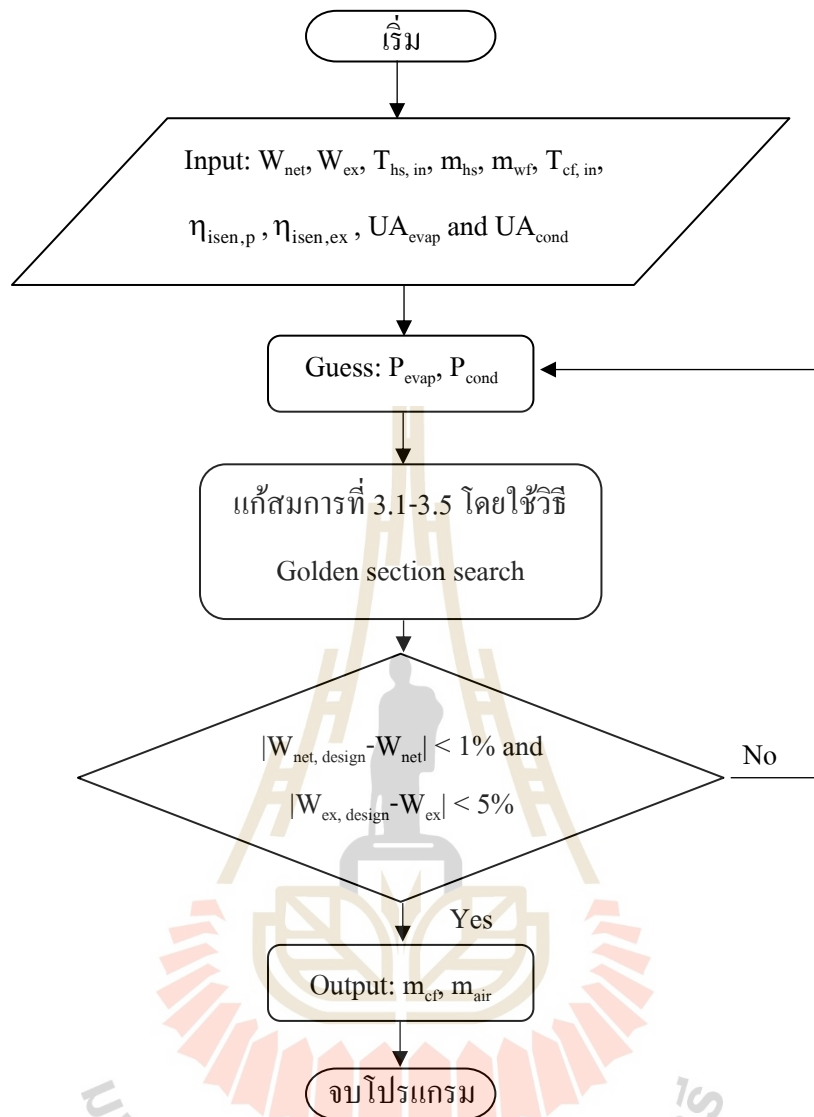 เริ่ม
Input: W_net, W_ex, T_hs, in, m_hs, m_wf, T_cf, in,
η_isen,p , η_isen,ex , UA_evap and UA_cond
Guess: P_evap, P_cond
แก้สมการที่ 3.1-3.5 โดยใช้วิธี
Golden section search
|W_net, design-W_net| < 1% and
|W_ex, design-W_ex| < 5%
No
Yes
Output: m_cf, m_air
จบโปรแกรม